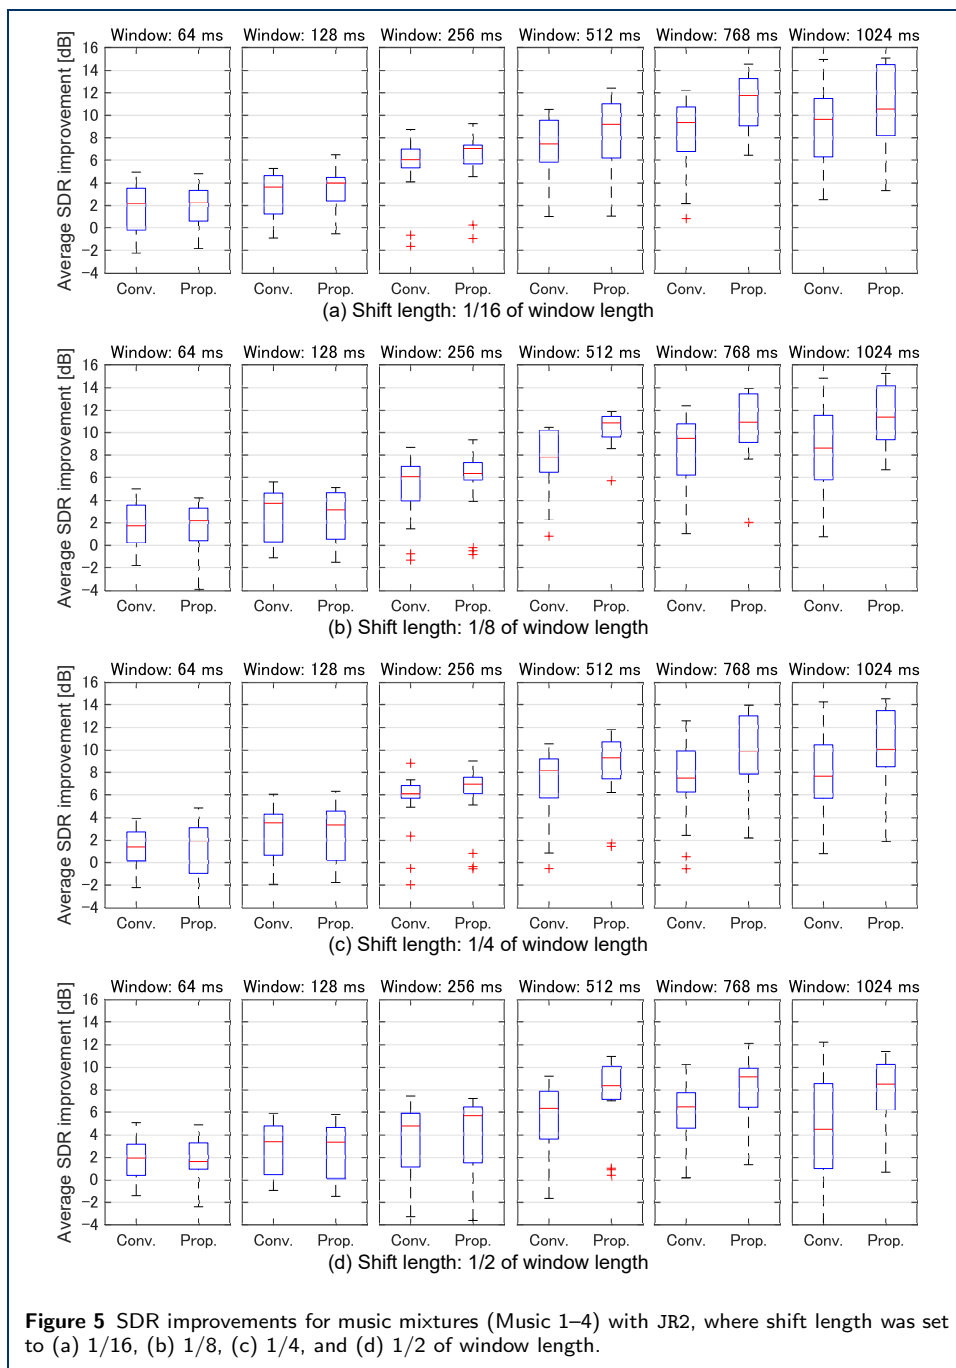 Window: 64 ms Window: 128 ms Window: 256 ms Window: 512 ms Window: 768 ms Window: 1024 ms
Average SDR improvement [dB]
16
14
12
10
8
6
4
2
0
−2
−4
Conv. Prop. Conv. Prop. Conv. Prop. Conv. Prop. Conv. Prop. Conv. Prop.
(a) Shift length: 1/16 of window length
Window: 64 ms Window: 128 ms Window: 256 ms Window: 512 ms Window: 768 ms Window: 1024 ms
Average SDR improvement [dB]
16
14
12
10
8
6
4
2
0
−2
−4
Conv. Prop. Conv. Prop. Conv. Prop. Conv. Prop. Conv. Prop. Conv. Prop.
(b) Shift length: 1/8 of window length
Window: 64 ms Window: 128 ms Window: 256 ms Window: 512 ms Window: 768 ms Window: 1024 ms
Average SDR improvement [dB]
16
14
12
10
8
6
4
2
0
−2
−4
Conv. Prop. Conv. Prop. Conv. Prop. Conv. Prop. Conv. Prop. Conv. Prop.
(c) Shift length: 1/4 of window length
Window: 64 ms Window: 128 ms Window: 256 ms Window: 512 ms Window: 768 ms Window: 1024 ms
Average SDR improvement [dB]
16
14
12
10
8
6
4
2
0
−2
−4
Conv. Prop. Conv. Prop. Conv. Prop. Conv. Prop. Conv. Prop. Conv. Prop.
(d) Shift length: 1/2 of window length
Figure 5 SDR improvements for music mixtures (Music 1–4) with JR2, where shift length was set
to (a) 1/16, (b) 1/8, (c) 1/4, and (d) 1/2 of window length.